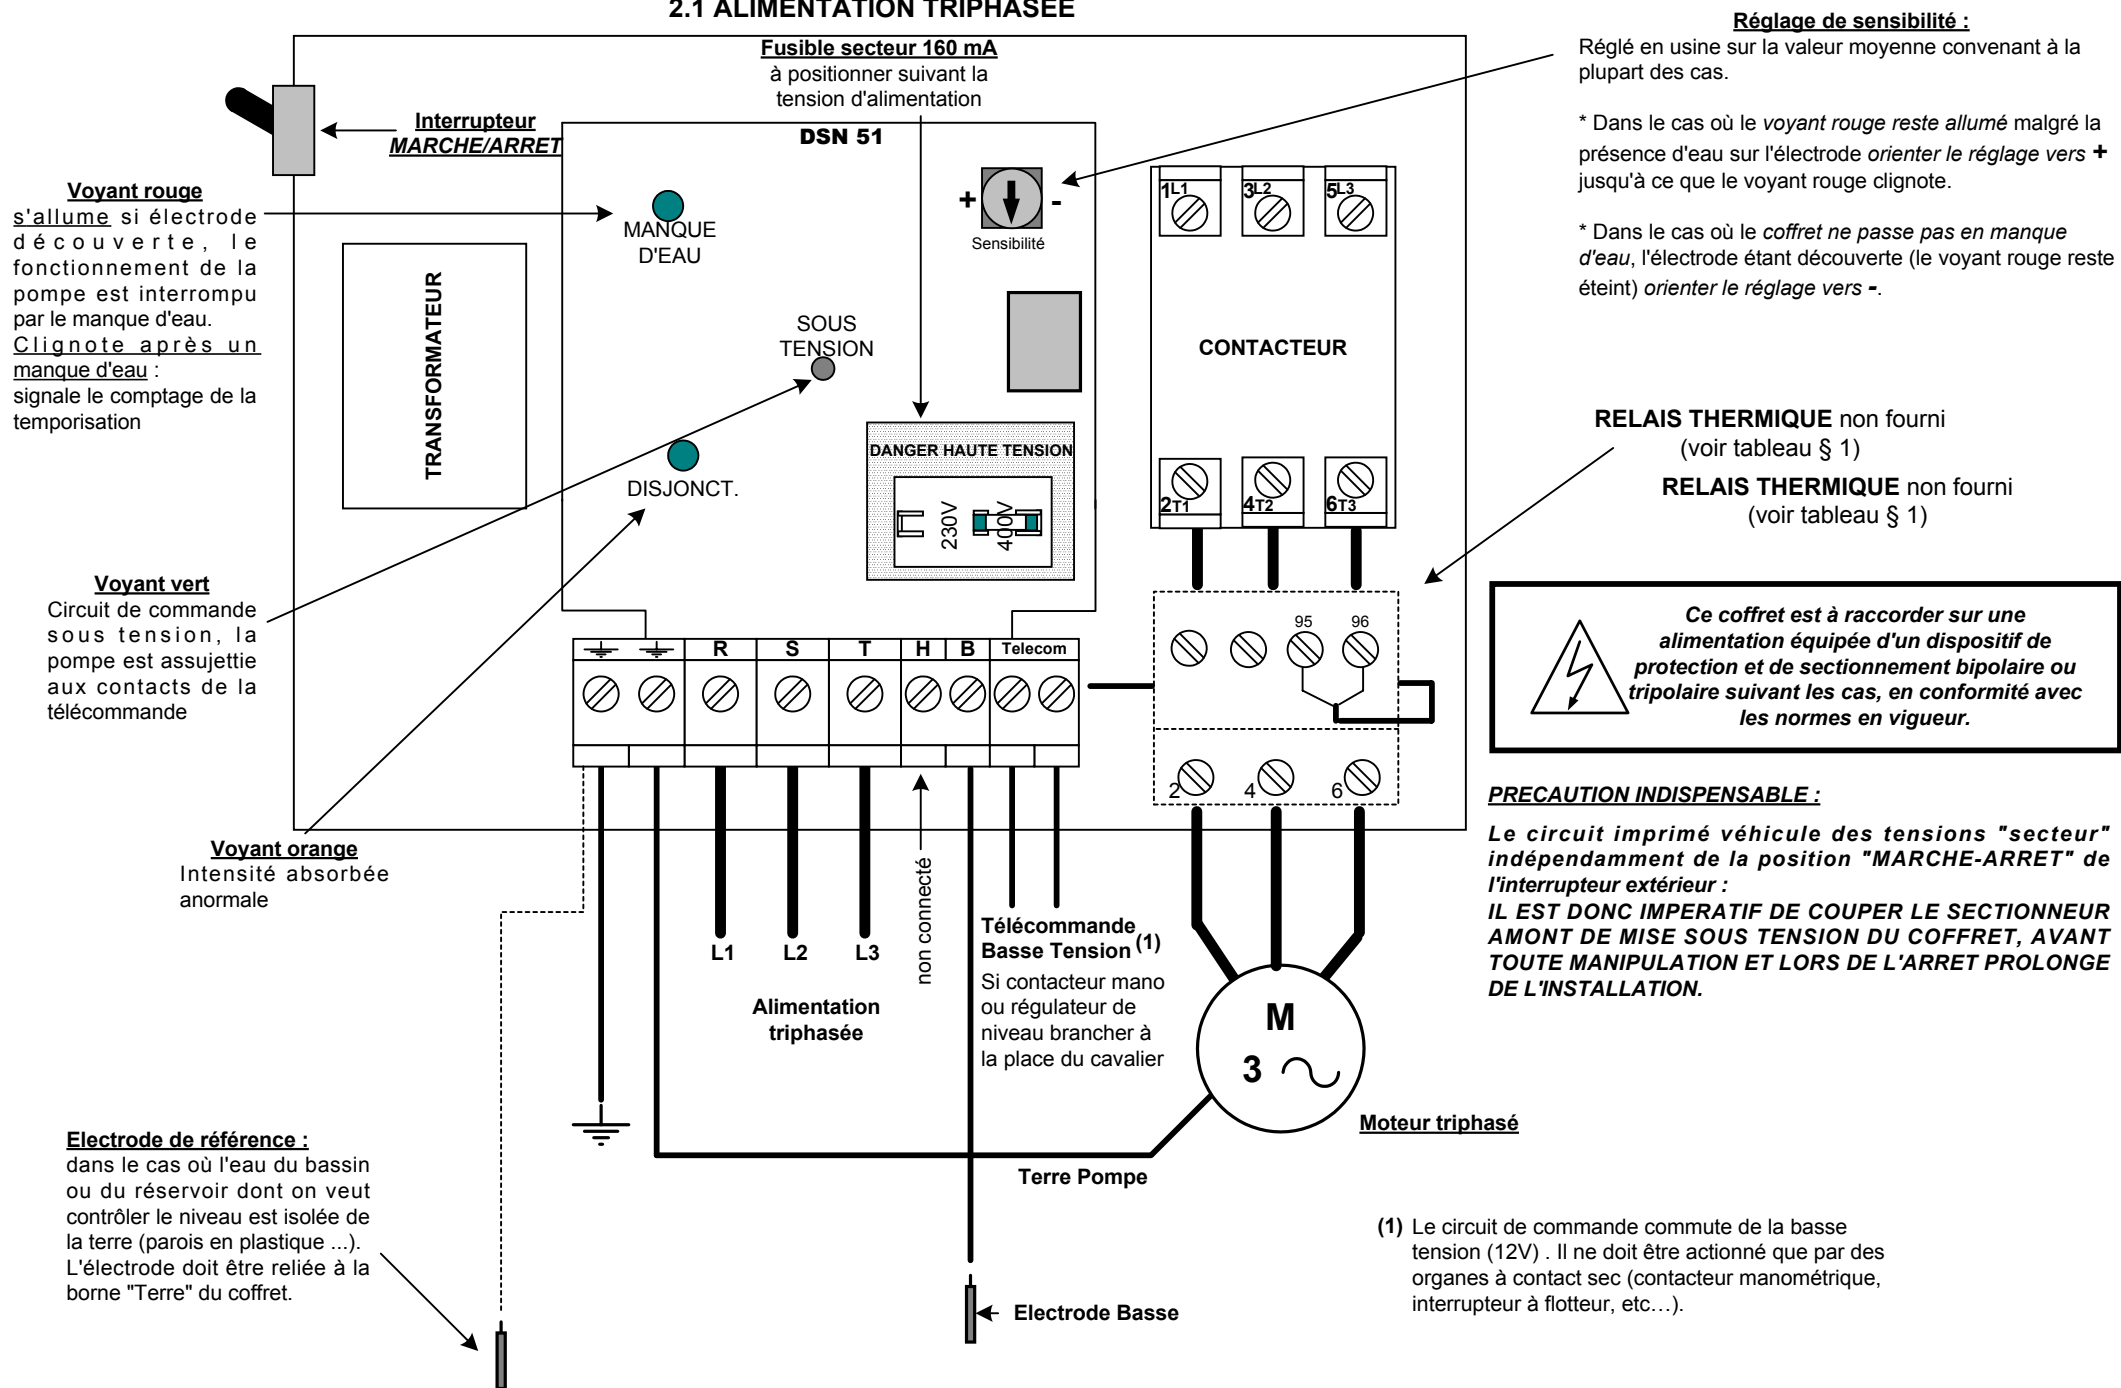 2.1 ALIMENTATION TRIPHASEE
Fusible secteur 160 mA
à positionner suivant la
tension d'alimentation
Réglage de sensibilité :
Réglé en usine sur la valeur moyenne convenant à la
plupart des cas.
* Dans le cas où le voyant rouge reste allumé malgré la
présence d'eau sur l'électrode orienter le réglage vers +
jusqu'à ce que le voyant rouge clignote.
* Dans le cas où le coffret ne passe pas en manque
d'eau, l'électrode étant découverte (le voyant rouge reste
éteint) orienter le réglage vers -.
Interrupteur
MARCHE/ARRET
DSN 51
Voyant rouge
s'allume si électrode
découverte, le
fonctionnement de la
pompe est interrompu
par le manque d'eau.
Clignote après un
manque d'eau :
signale le comptage de la
temporisation
MANQUE
D'EAU
+ -
Sensibilité
1L1 3L2 5L3
TRANSFORMATEUR
SOUS
TENSION
CONTACTEUR
DANGER HAUTE TENSION
230V
400V
DISJONCT.
2T1 4T2 6T3
RELAIS THERMIQUE non fourni
(voir tableau § 1)
RELAIS THERMIQUE non fourni
(voir tableau § 1)
Voyant vert
Circuit de commande
sous tension, la
pompe est assujettie
aux contacts de la
télécommande
R S T H B Telecom
95 96
2 4 6
Ce coffret est à raccorder sur une
alimentation équipée d'un dispositif de
protection et de sectionnement bipolaire ou
tripolaire suivant les cas, en conformité avec
les normes en vigueur.
PRECAUTION INDISPENSABLE :
Le circuit imprimé véhicule des tensions "secteur"
indépendamment de la position "MARCHE-ARRET" de
l'interrupteur extérieur :
IL EST DONC IMPERATIF DE COUPER LE SECTIONNEUR
AMONT DE MISE SOUS TENSION DU COFFRET, AVANT
TOUTE MANIPULATION ET LORS DE L'ARRET PROLONGE
DE L'INSTALLATION.
Voyant orange
Intensité absorbée
anormale
L1 L2 L3
Alimentation
triphasée
non connecté
Télécommande
Basse Tension (1)
Si contacteur mano
ou régulateur de
niveau brancher à
la place du cavalier
M
3
Moteur triphasé
Terre Pompe
Electrode de référence :
dans le cas où l'eau du bassin
ou du réservoir dont on veut
contrôler le niveau est isolée de
la terre (parois en plastique ...).
L'électrode doit être reliée à la
borne "Terre" du coffret.
Electrode Basse
(1) Le circuit de commande commute de la basse
tension (12V) . Il ne doit être actionné que par des
organes à contact sec (contacteur manométrique,
interrupteur à flotteur, etc…).